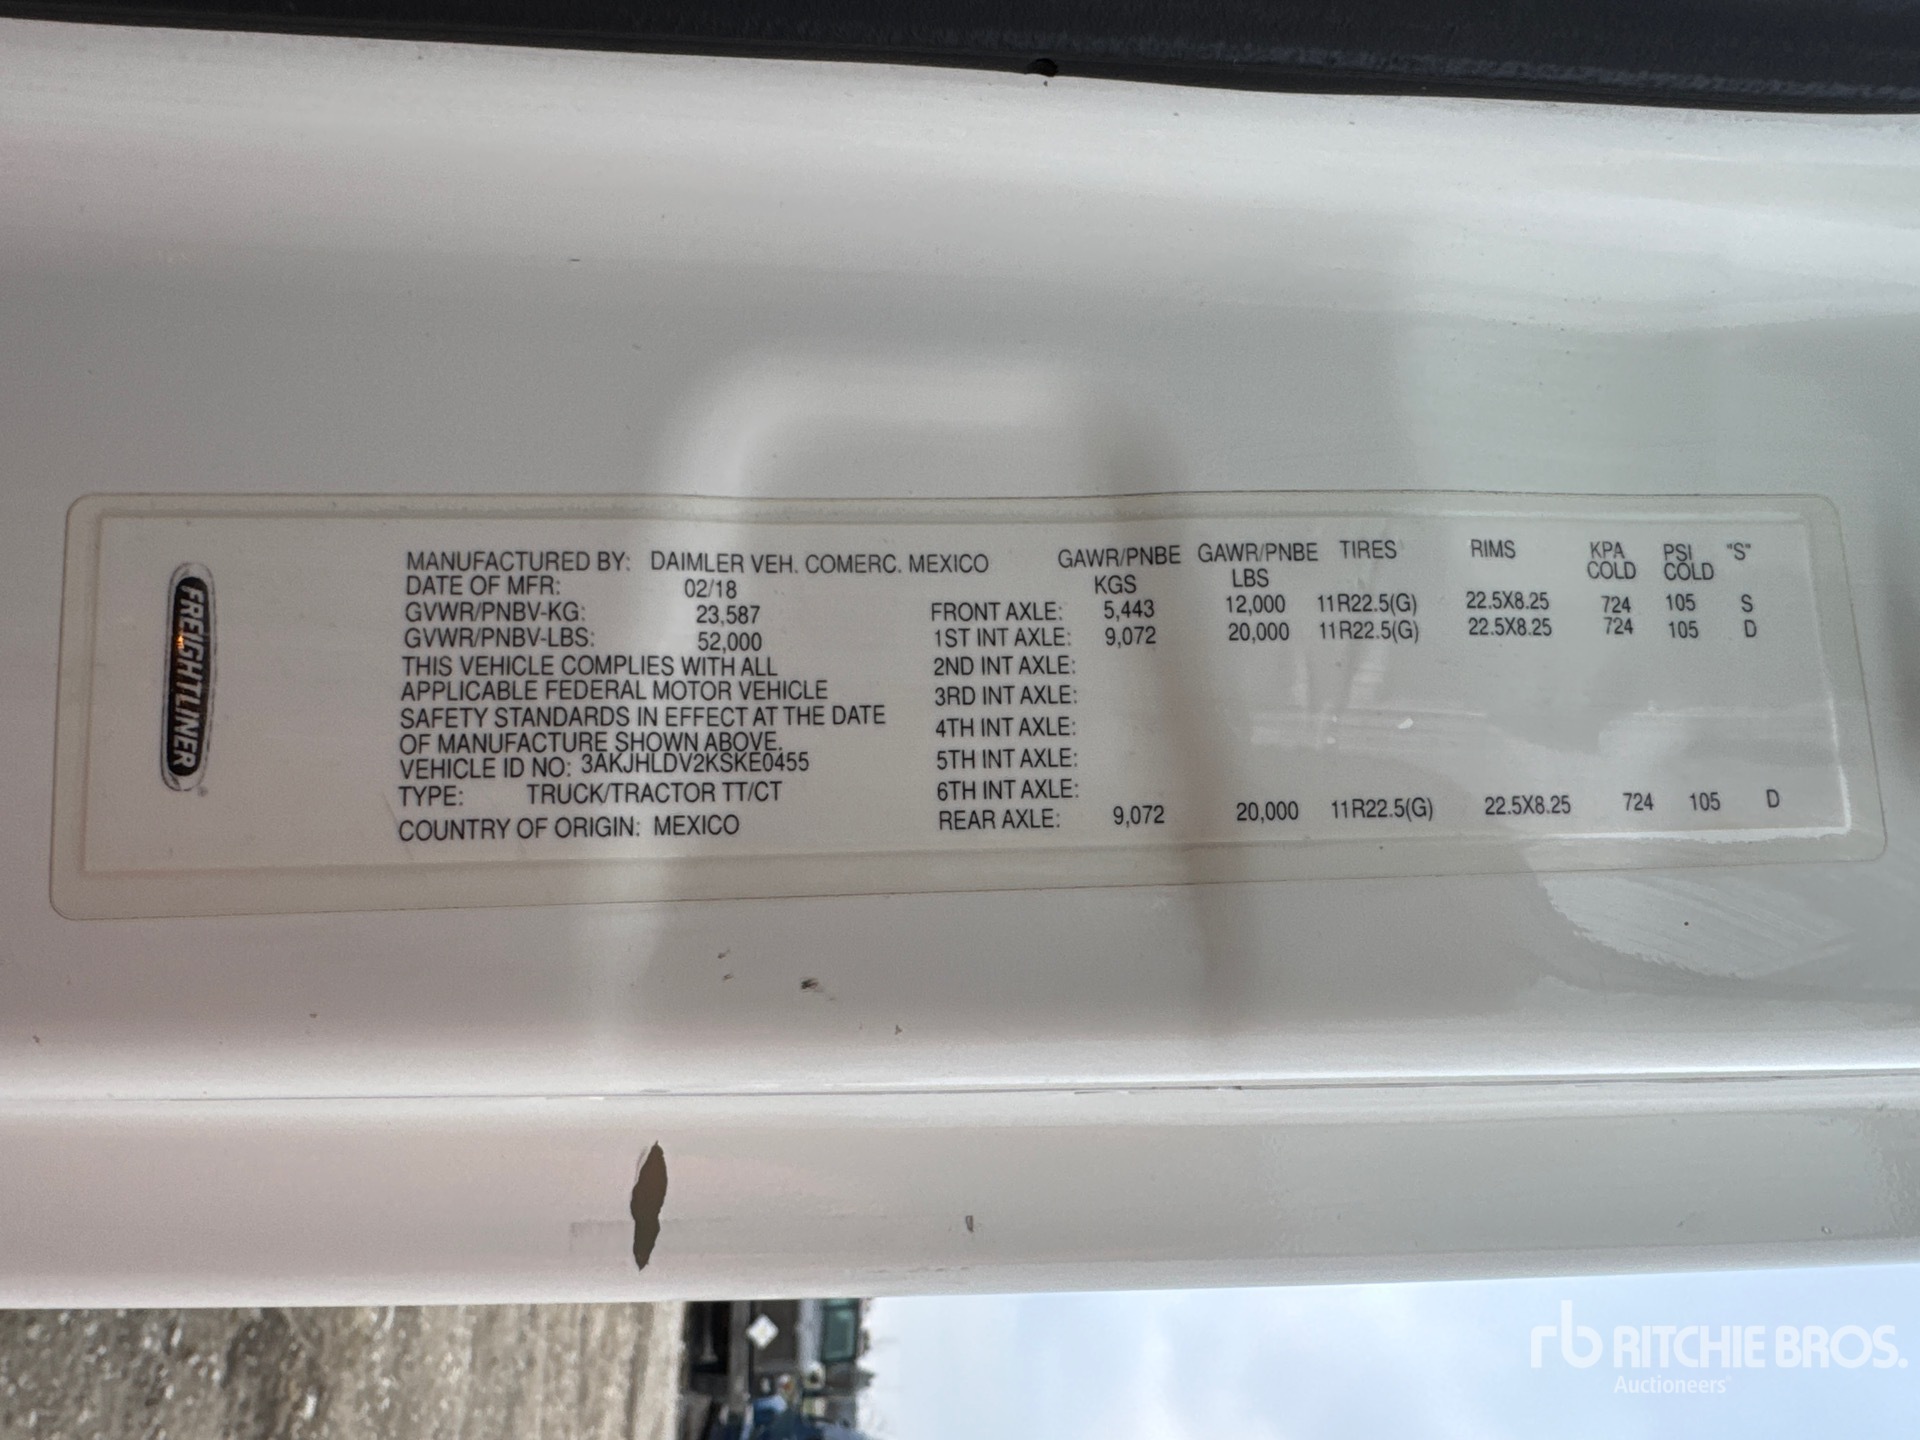 FREIGHTLINER
MANUFACTURED BY: DAIMLER VEH. COMERC. MEXICO
DATE OF MFR: 02/18
GVWR/PNBV-KG: 23,587
GVWR/PNBV-LBS: 52,000
THIS VEHICLE COMPLIES WITH ALL
APPLICABLE FEDERAL MOTOR VEHICLE
SAFETY STANDARDS IN EFFECT AT THE DATE
OF MANUFACTURE SHOWN ABOVE.
VEHICLE ID NO: 3AKJHLDV2KSKE0455
TYPE: TRUCK/TRACTOR TT/CT
COUNTRY OF ORIGIN: MEXICO
GAWR/PNBE GAWR/PNBE TIRES RIMS KPA PSI "S"
KGS LBS COLD COLD
FRONT AXLE: 5,443 12,000 11R22.5(G) 22.5X8.25 724 105 S
1ST INT AXLE: 9,072 20,000 11R22.5(G) 22.5X8.25 724 105 D
2ND INT AXLE:
3RD INT AXLE:
4TH INT AXLE:
5TH INT AXLE:
6TH INT AXLE:
REAR AXLE: 9,072 20,000 11R22.5(G) 22.5X8.25 724 105 D
rb RITCHIE BROS.
Auctioneers